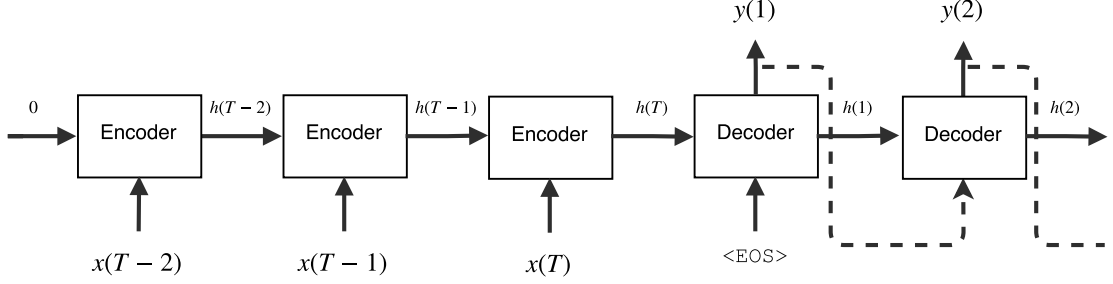 y(1)
y(2)
0
h(T − 2)
h(T − 1)
h(T)
h(1)
h(2)
Encoder
Encoder
Encoder
Decoder
Decoder
x(T − 2)
x(T − 1)
x(T)
<EOS>